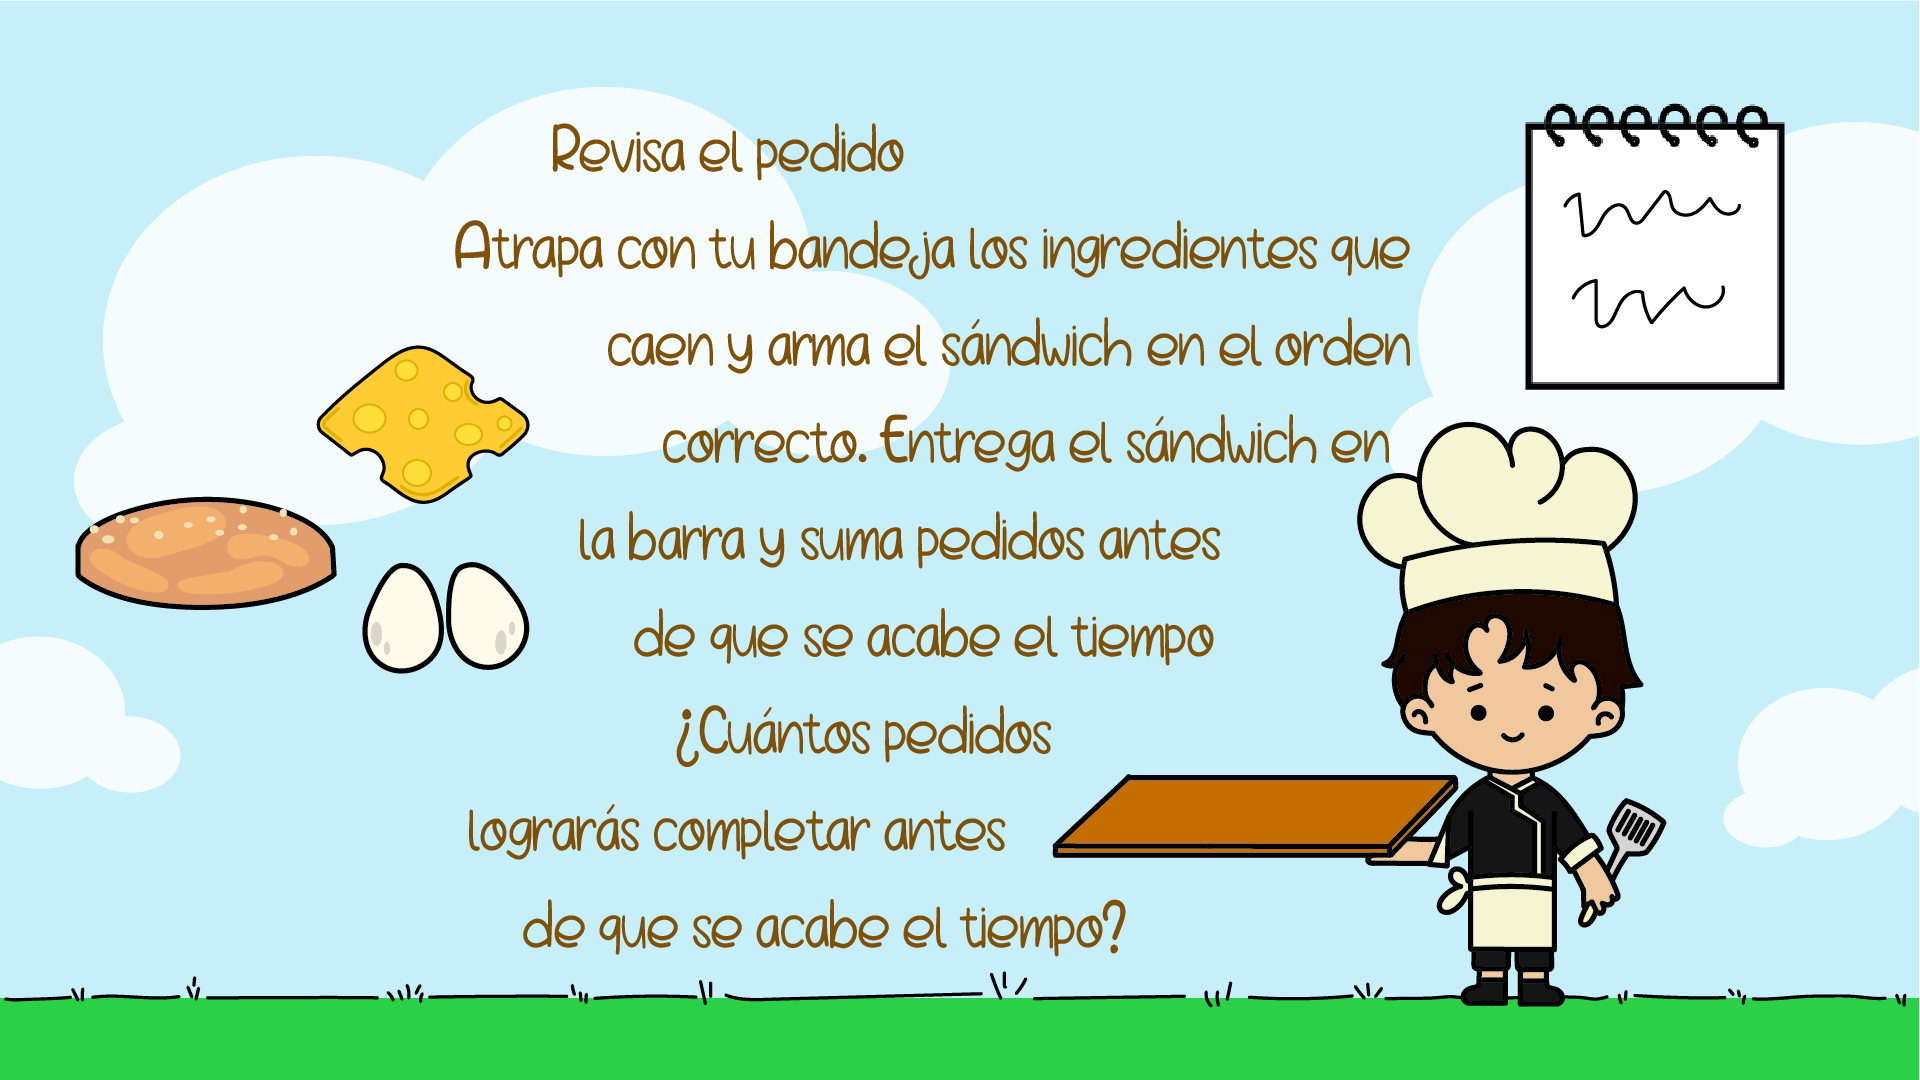 Revisa el pedido
Atrapa con tu bandeja los ingredientes que
caen y arma el sándwich en el orden
correcto. Entrega el sándwich en
la barra y suma pedidos antes
de que se acabe el tiempo
¿Cuántos pedidos
lograrás completar antes
de que se acabe el tiempo?